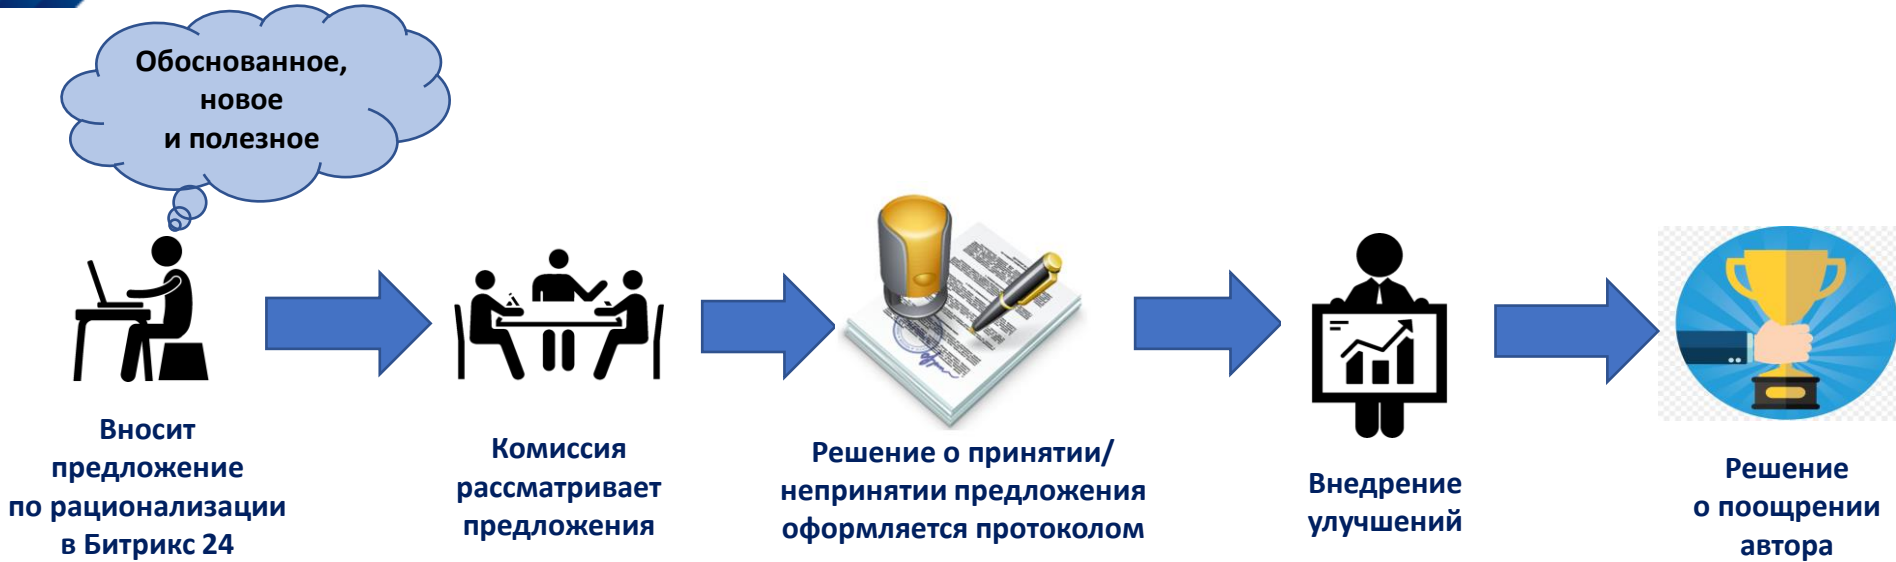 Обоснованное,
новое
и полезное
Вносит
предложение
по рационализации
в Битрикс 24
Комиссия
рассматривает
предложения
Решение о принятии/
непринятии предложения
оформляется протоколом
Внедрение
улучшений
Решение
о поощрении
автора